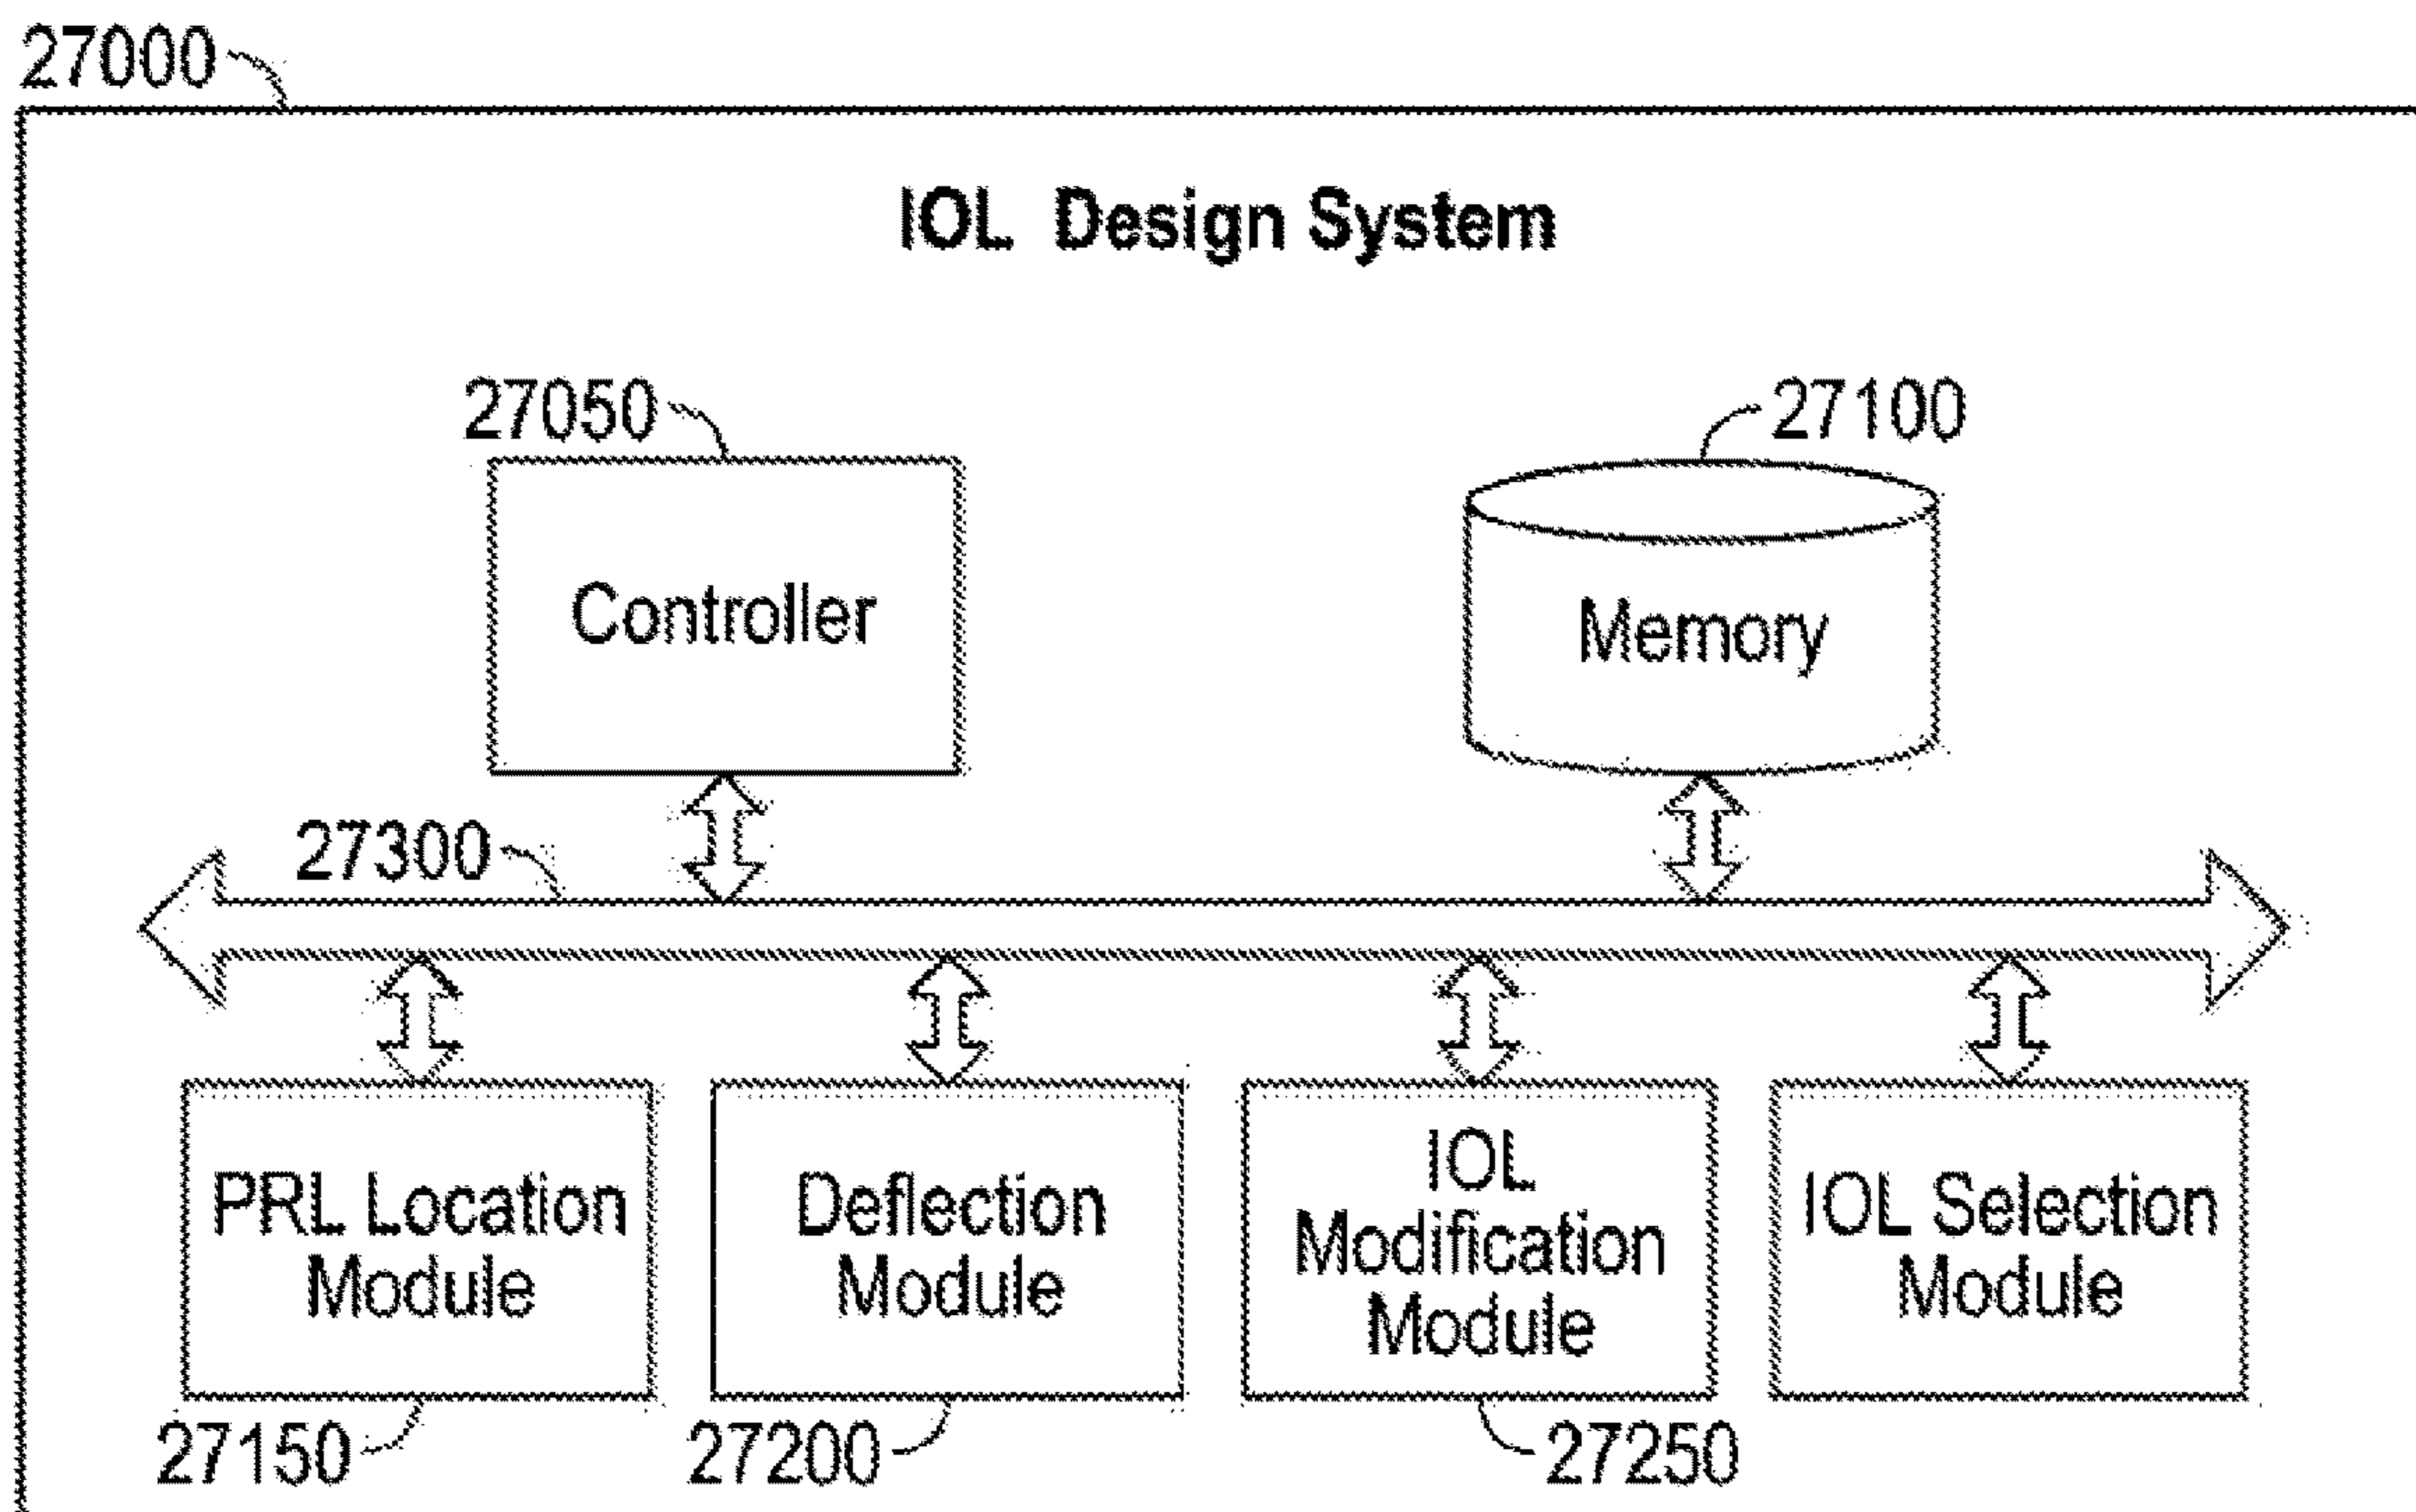 27000
IOL Design System
27050
27100
Controller
Memory
27300
PRL Location
Module
Deflection
Module
IOL
Modification
Module
IOL Selection
Module
27150
27200
27250